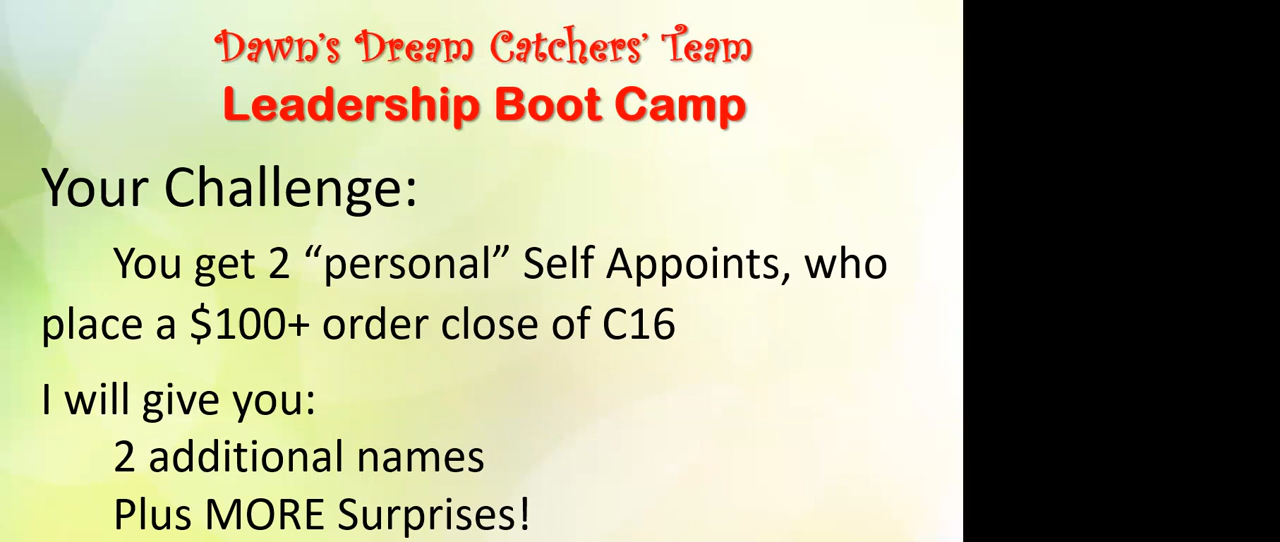 Dawn's Dream Catchers' Team
Leadership Boot Camp
Your Challenge:
You get 2 “personal” Self Appoints, who
place a $100+ order close of C16
I will give you:
2 additional names
Plus MORE Surprises!